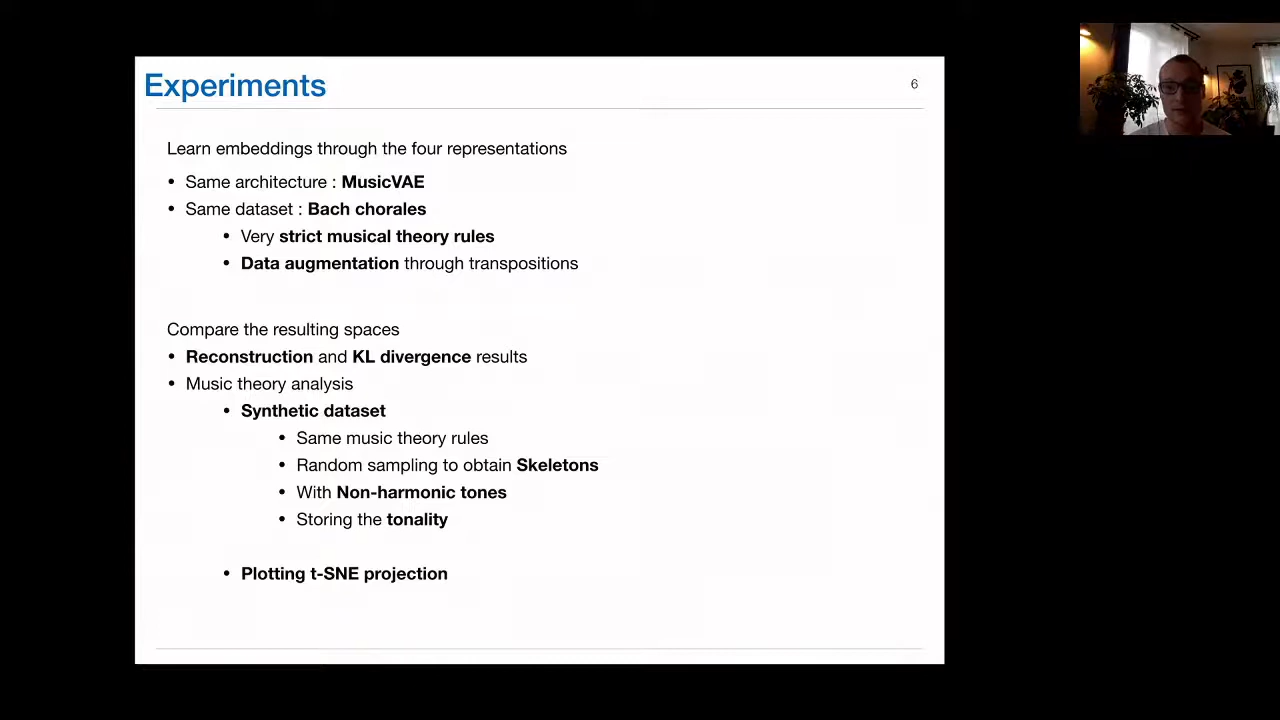 Experiments
6
Learn embeddings through the four representations
• Same architecture : MusicVAE
• Same dataset : Bach chorales
• Very strict musical theory rules
• Data augmentation through transpositions
Compare the resulting spaces
• Reconstruction and KL divergence results
• Music theory analysis
• Synthetic dataset
• Same music theory rules
• Random sampling to obtain Skeletons
• With Non-harmonic tones
• Storing the tonality
• Plotting t-SNE projection